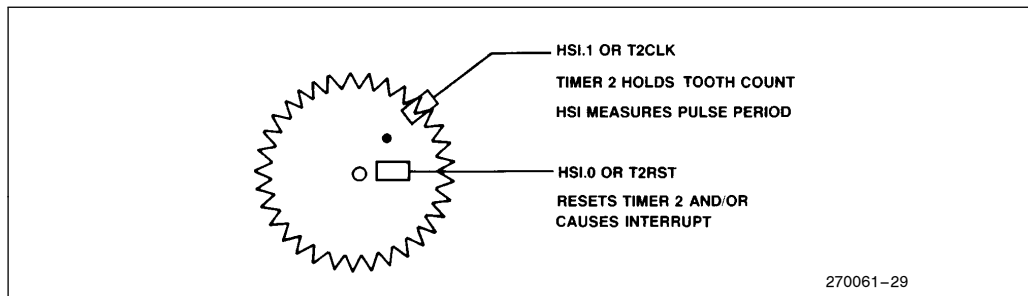 HSI.1 OR T2CLK
TIMER 2 HOLDS TOOTH COUNT
HSI MEASURES PULSE PERIOD
HSI.0 OR T2RST
RESETS TIMER 2 AND/OR
CAUSES INTERRUPT
270061–29